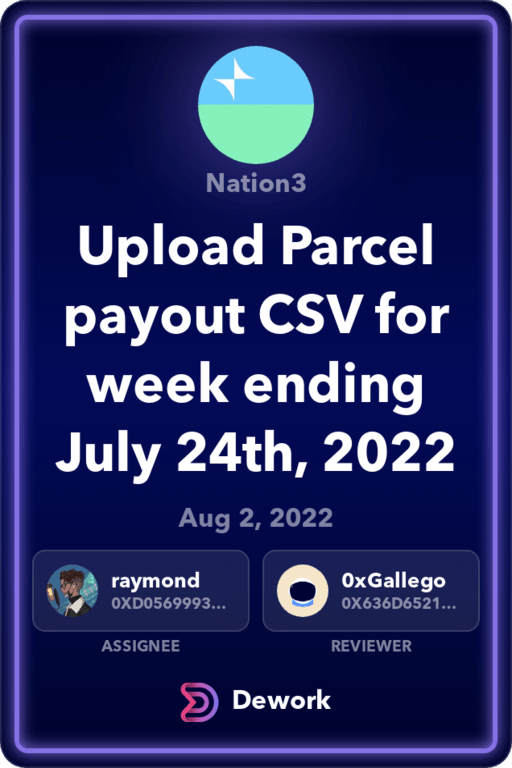 Nation3
Upload Parcel
payout CSV for
week ending
July 24th, 2022
Aug 2, 2022
raymond
0XD0569993...
ASSIGNEE
0xGallego
0X636D6521...
REVIEWER
Dework